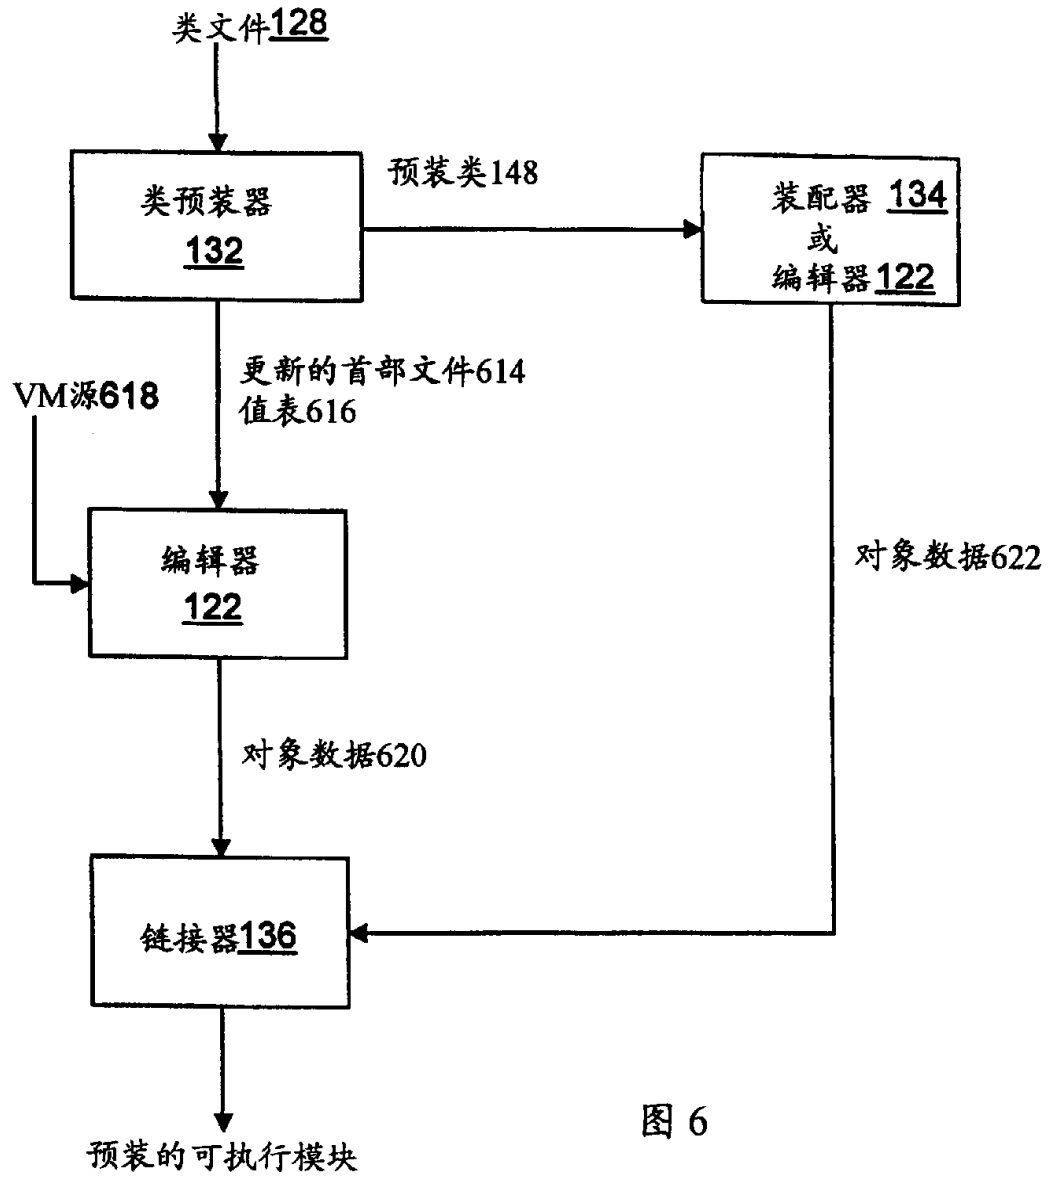 类文件128
类预装器
132
预装类148
装配器 134
或
编辑器122
更新的首部文件614
值表616
VM源618
编辑器
122
对象数据622
对象数据620
链接器136
预装的可执行模块
图 6